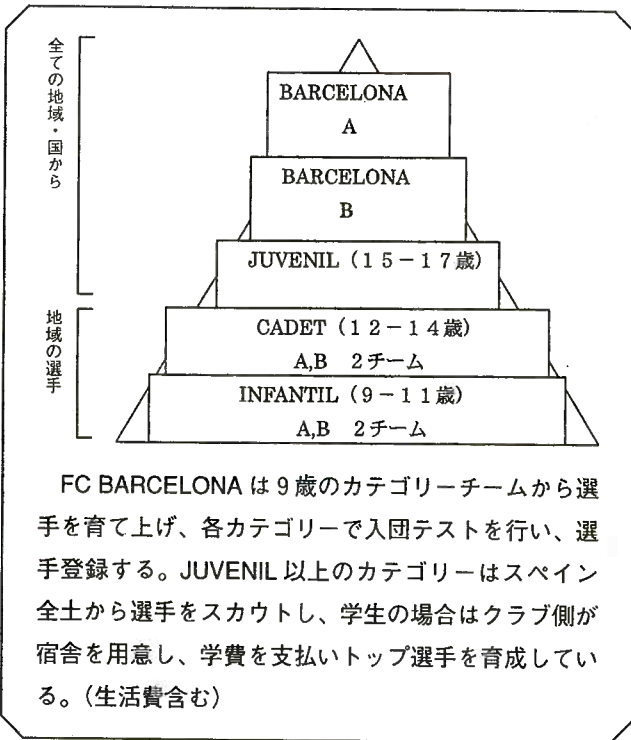 全ての地域・国から
BARCELONA
A
BARCELONA
B
JUVENIL（１５－１７歳）
地域の選手
CADET（１２－１４歳）
A,B　２チーム
INFANTIL（９－１１歳）
A,B　２チーム
FC BARCELONA は９歳のカテゴリーチームから選
手を育て上げ、各カテゴリーで入団テストを行い、選
手登録する。JUVENIL 以上のカテゴリーはスペイン
全土から選手をスカウトし、学生の場合はクラブ側が
宿舎を用意し、学費を支払いトップ選手を育成してい
る。（生活費含む）